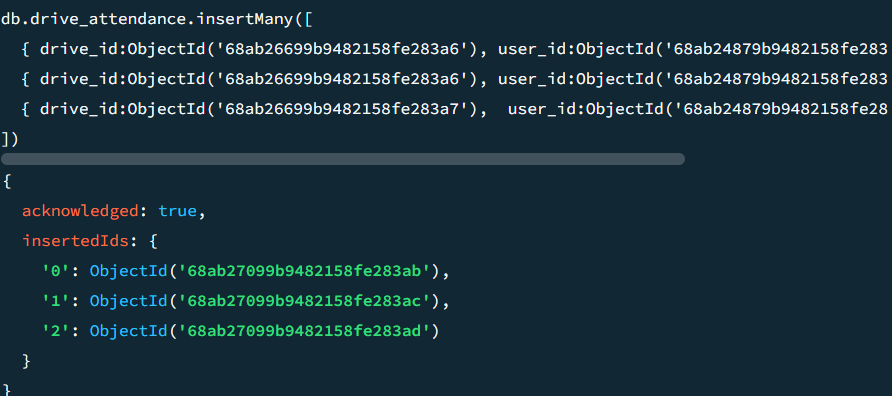 db.drive_attendance.insertMany([
  { drive_id:ObjectId('68ab26699b9482158fe283a6'), user_id:ObjectId('68ab24879b9482158fe283
  { drive_id:ObjectId('68ab26699b9482158fe283a6'), user_id:ObjectId('68ab24879b9482158fe283
  { drive_id:ObjectId('68ab26699b9482158fe283a7'),  user_id:ObjectId('68ab24879b9482158fe28
])
{
  acknowledged: true,
  insertedIds: {
    '0': ObjectId('68ab27099b9482158fe283ab'),
    '1': ObjectId('68ab27099b9482158fe283ac'),
    '2': ObjectId('68ab27099b9482158fe283ad')
  }
}